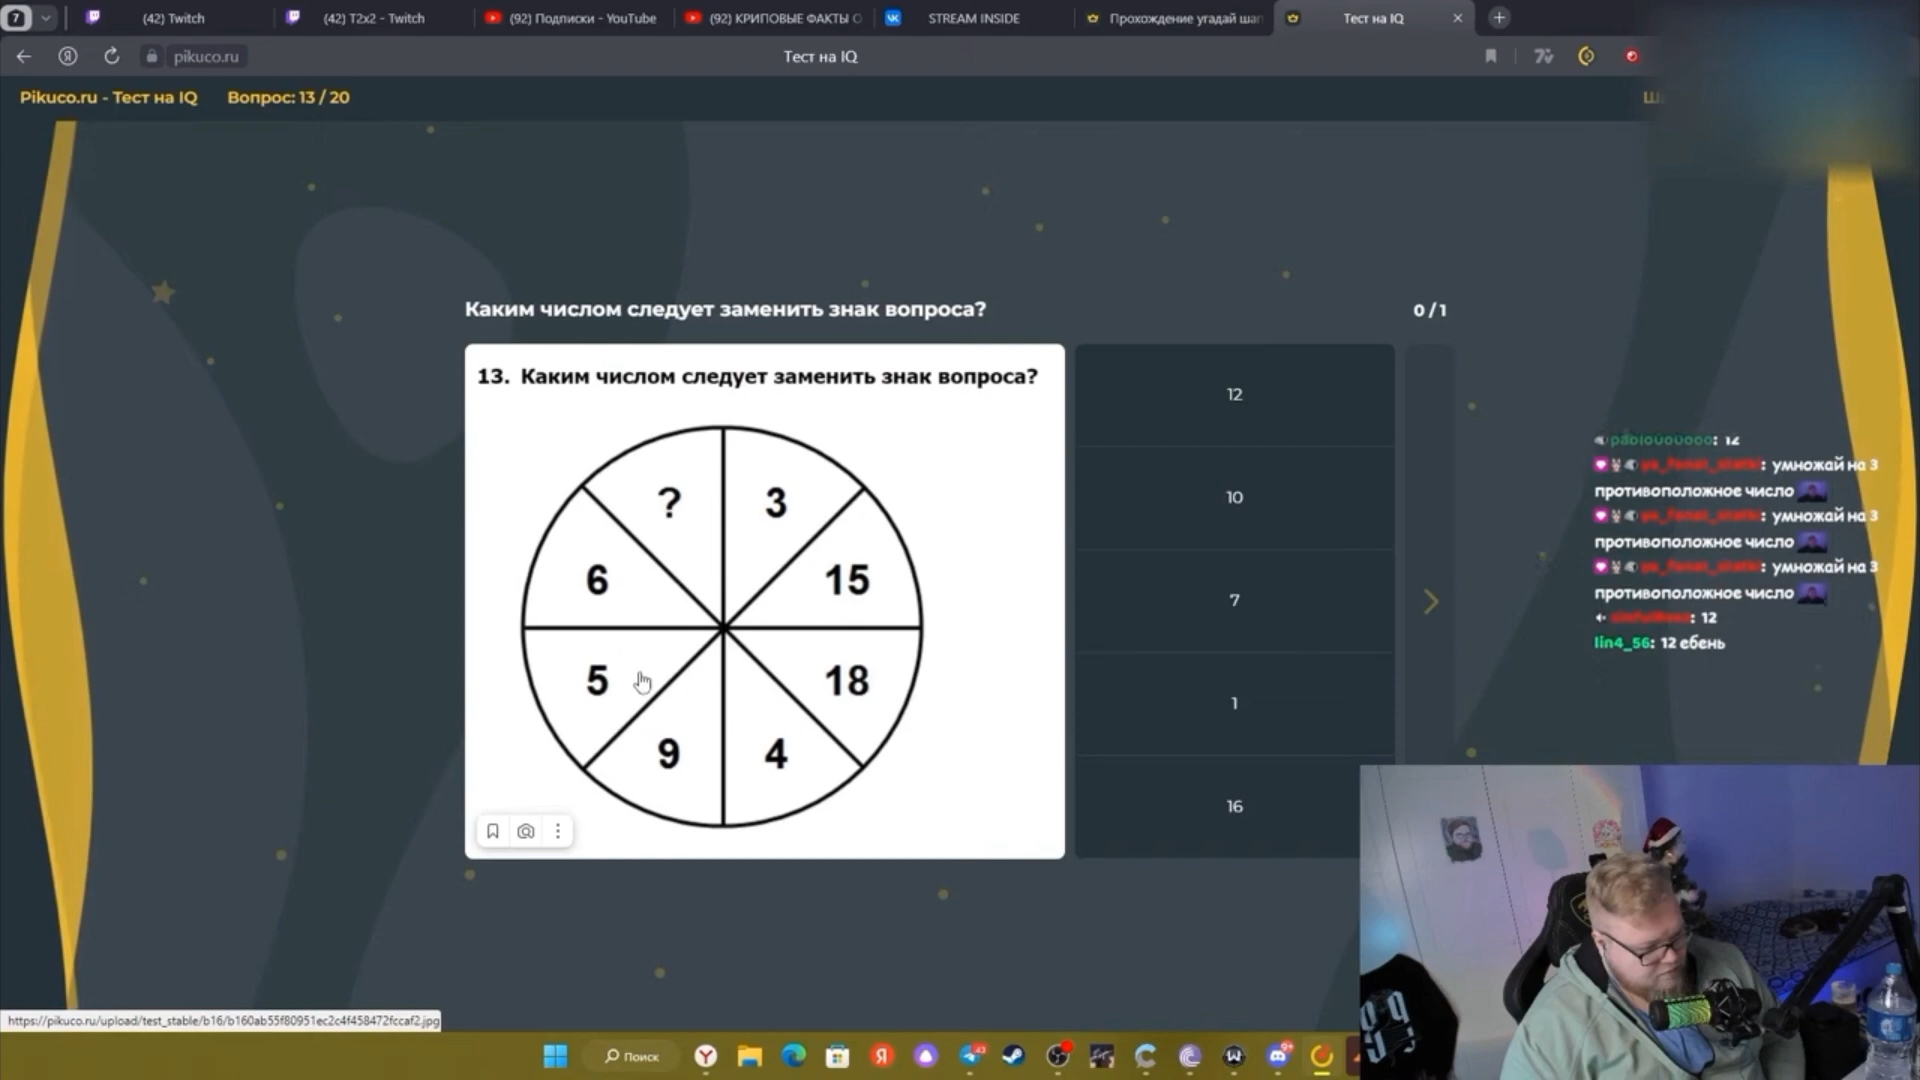 7
(42) Twitch
(42) T2x2 - Twitch
(92) Подписки - YouTube
(92) КРИПОВЫЕ ФАКТЫ О
STREAM INSIDE
Прохождение угадай шап
Тест на IQ
pikuco.ru
Тест на IQ
Pikuco.ru - Тест на IQ
Вопрос: 13 / 20
Каким числом следует заменить знак вопроса?
0 / 1
13. Каким числом следует заменить знак вопроса?
? 3
6 15
5 18
9 4
12
10
7
1
16
: 12
: умножай на 3
противоположное число
: умножай на 3
противоположное число
: умножай на 3
противоположное число
: 12
lin4_56: 12 ебень
https://pikuco.ru/upload/test_stable/b16/b160ab55f80951ec2c4f458472fccaf2.jpg
Поиск